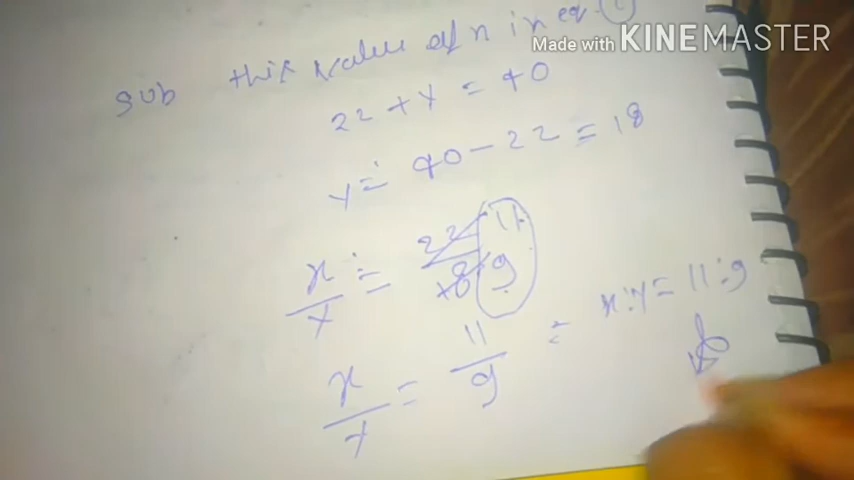 Made with KINEMASTER
sub this value of x in eq (1)
22 + y = 40
y = 40 - 22 = 18
x/y = 22/18 11/9
x/y = 11/9 = x:y = 11:9